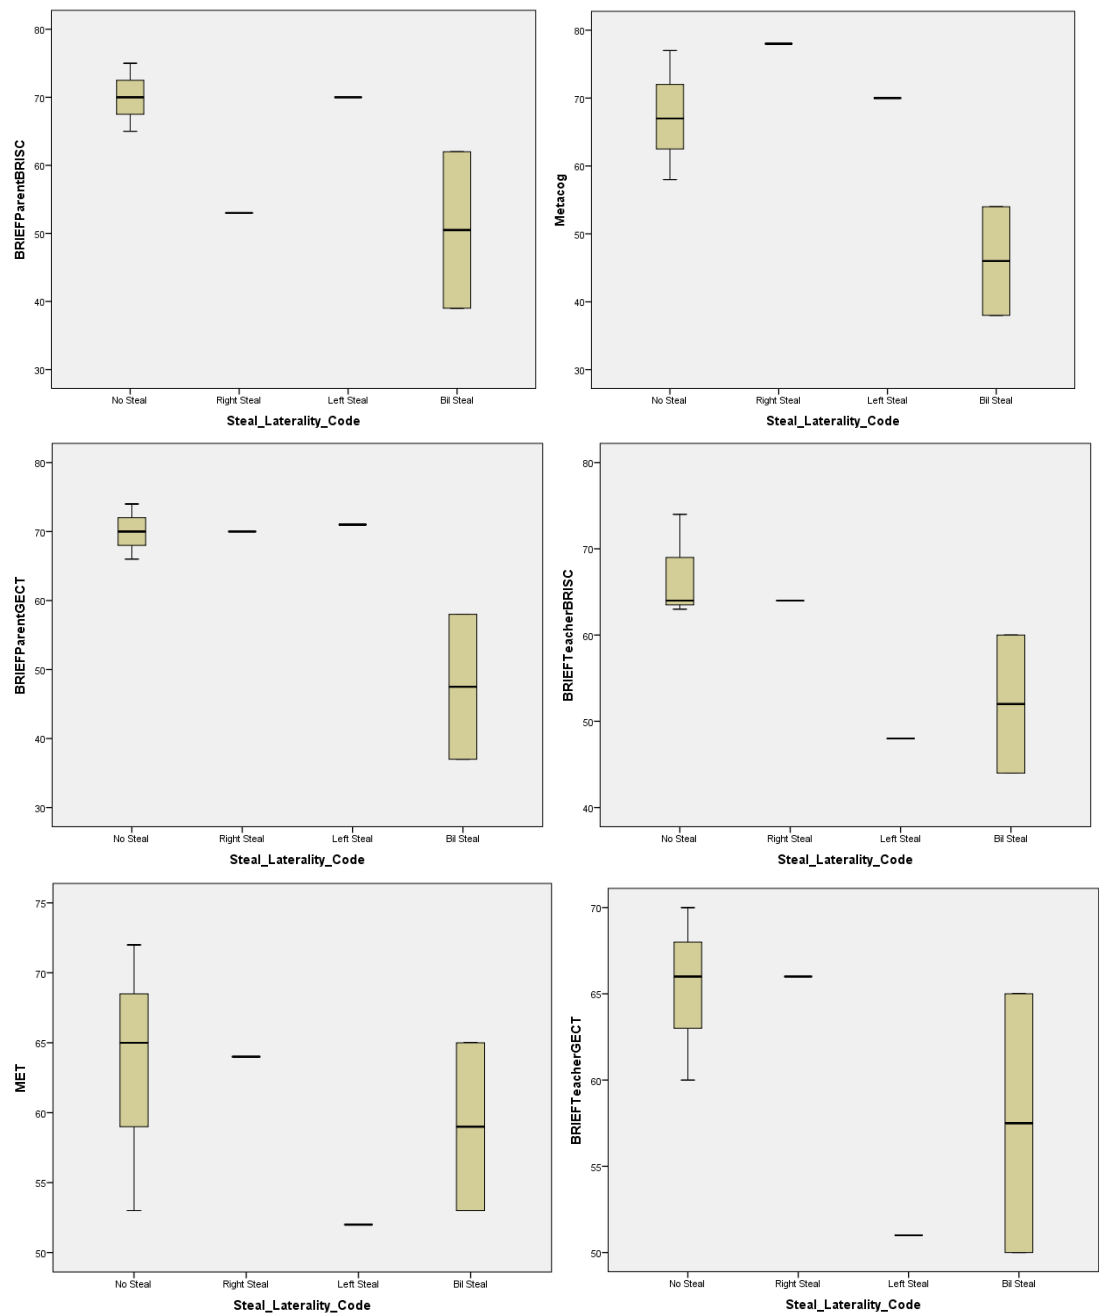 80
70
60
50
40
30
BRIEFParentBRISC
No Steal
Right Steal
Left Steal
Bil Steal
Steal_Laterality_Code
80
70
60
50
40
30
Metacog
No Steal
Right Steal
Left Steal
Bil Steal
Steal_Laterality_Code
80
70
60
50
40
30
BRIEFParentGECT
No Steal
Right Steal
Left Steal
Bil Steal
Steal_Laterality_Code
80
70
60
50
40
BRIEFTeacherBRISC
No Steal
Right Steal
Left Steal
Bil Steal
Steal_Laterality_Code
75
70
65
60
55
50
MET
No Steal
Right Steal
Left Steal
Bil Steal
Steal_Laterality_Code
70
65
60
55
50
BRIEFTeacherGECT
No Steal
Right Steal
Left Steal
Bil Steal
Steal_Laterality_Code